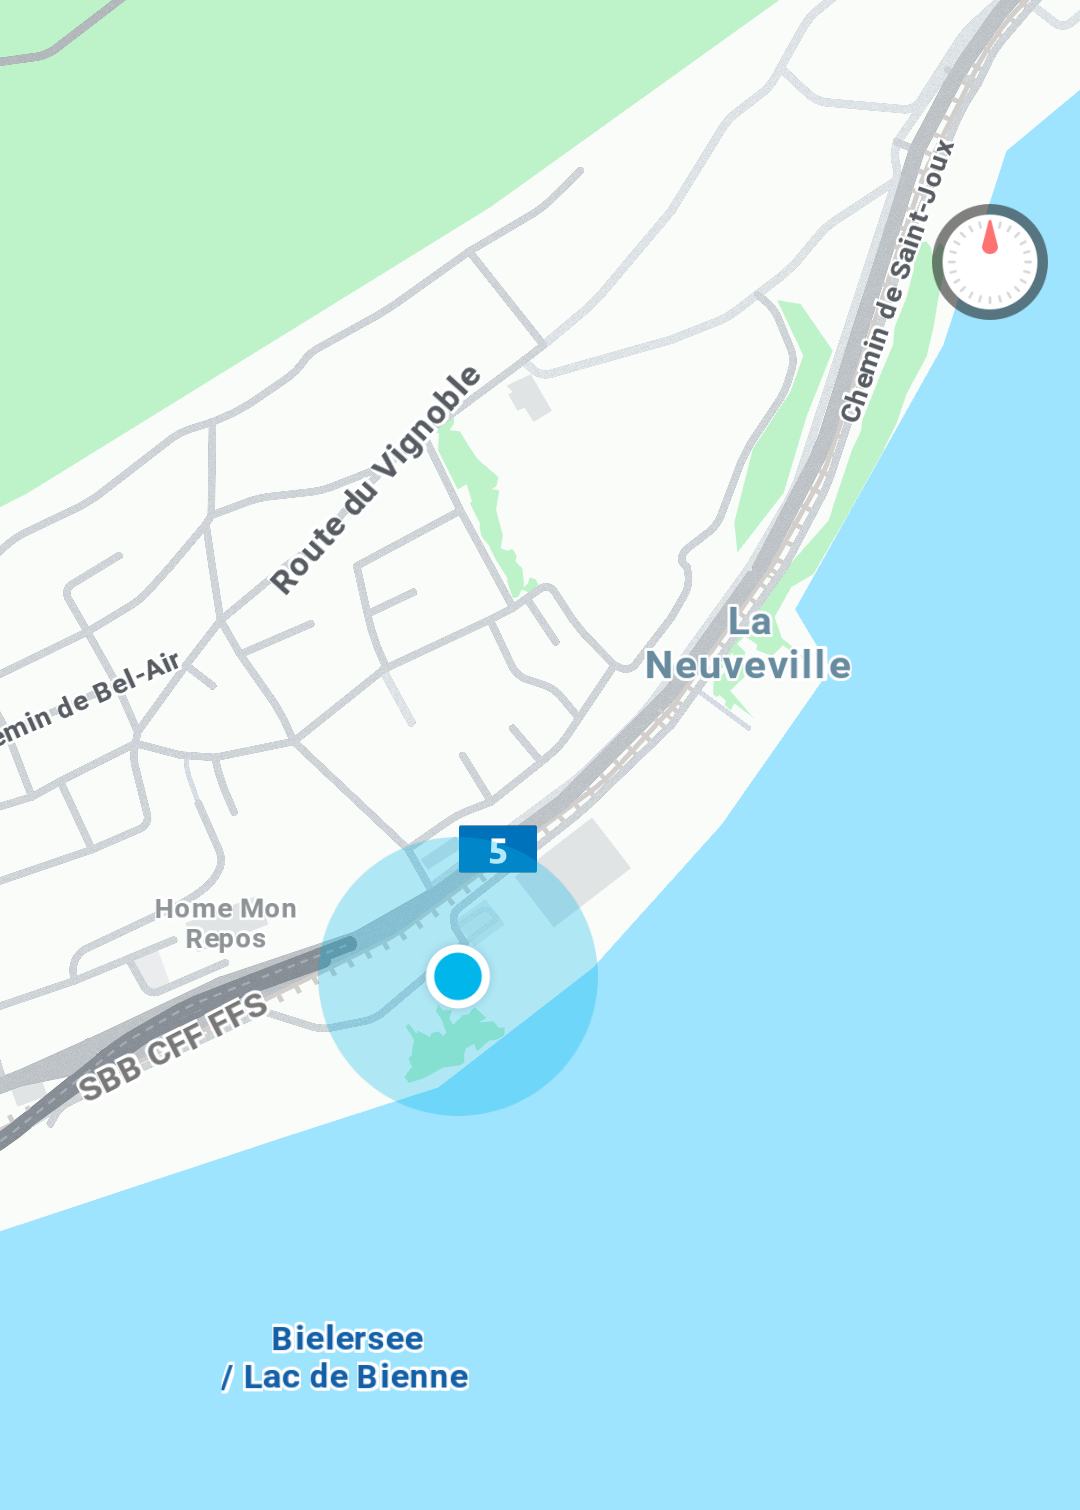 Chemin de Saint-Joux
Route du Vignoble
La
Neuveville
emin de Bel-Air
5
Home Mon
Repos
SBB CFF FFS
Bielersee
/ Lac de Bienne